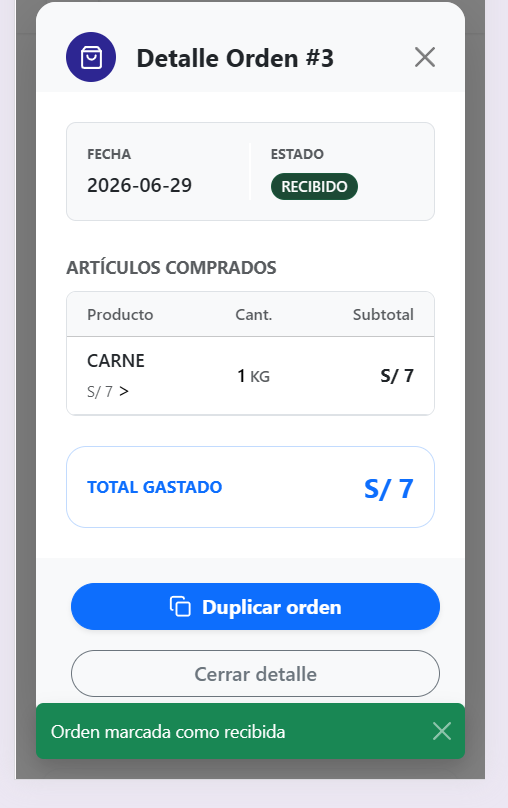 Detalle Orden #3
FECHA
2026-06-29
ESTADO
RECIBIDO
ARTÍCULOS COMPRADOS
Producto Cant. Subtotal
CARNE
S/ 7 >
1 KG
S/ 7
TOTAL GASTADO S/ 7
Duplicar orden
Cerrar detalle
Orden marcada como recibida